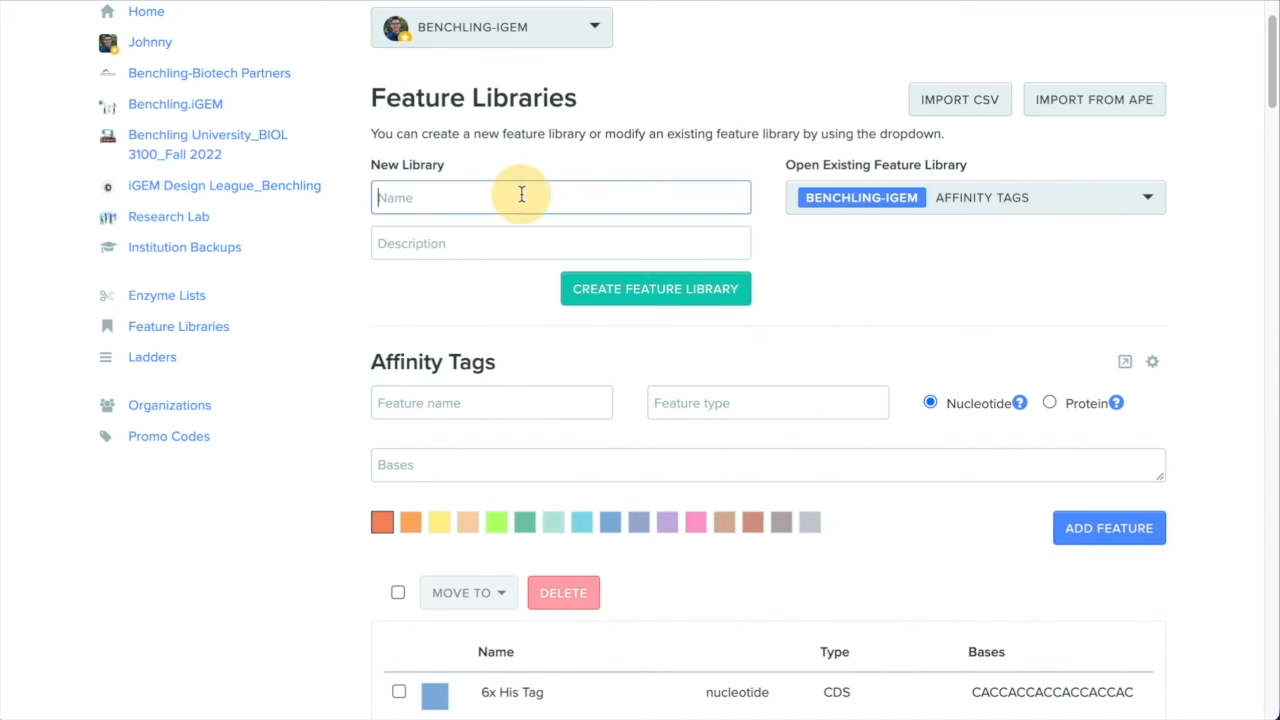 Home
Johnny
Benchling-Biotech Partners
Benchling.iGEM
Benchling University_BIOL
3100_Fall 2022
iGEM Design League_Benchling
Research Lab
Institution Backups
Enzyme Lists
Feature Libraries
Ladders
Organizations
Promo Codes
BENCHLING-IGEM
Feature Libraries
IMPORT CSV
IMPORT FROM APE
You can create a new feature library or modify an existing feature library by using the dropdown.
New Library
Open Existing Feature Library
Name
BENCHLING-IGEM AFFINITY TAGS
Description
CREATE FEATURE LIBRARY
Affinity Tags
Feature name
Feature type
Nucleotide?
Protein?
Bases
ADD FEATURE
MOVE TO
DELETE
Name Type Bases
6x His Tag nucleotide CDS CACCACCACCACCACCAC